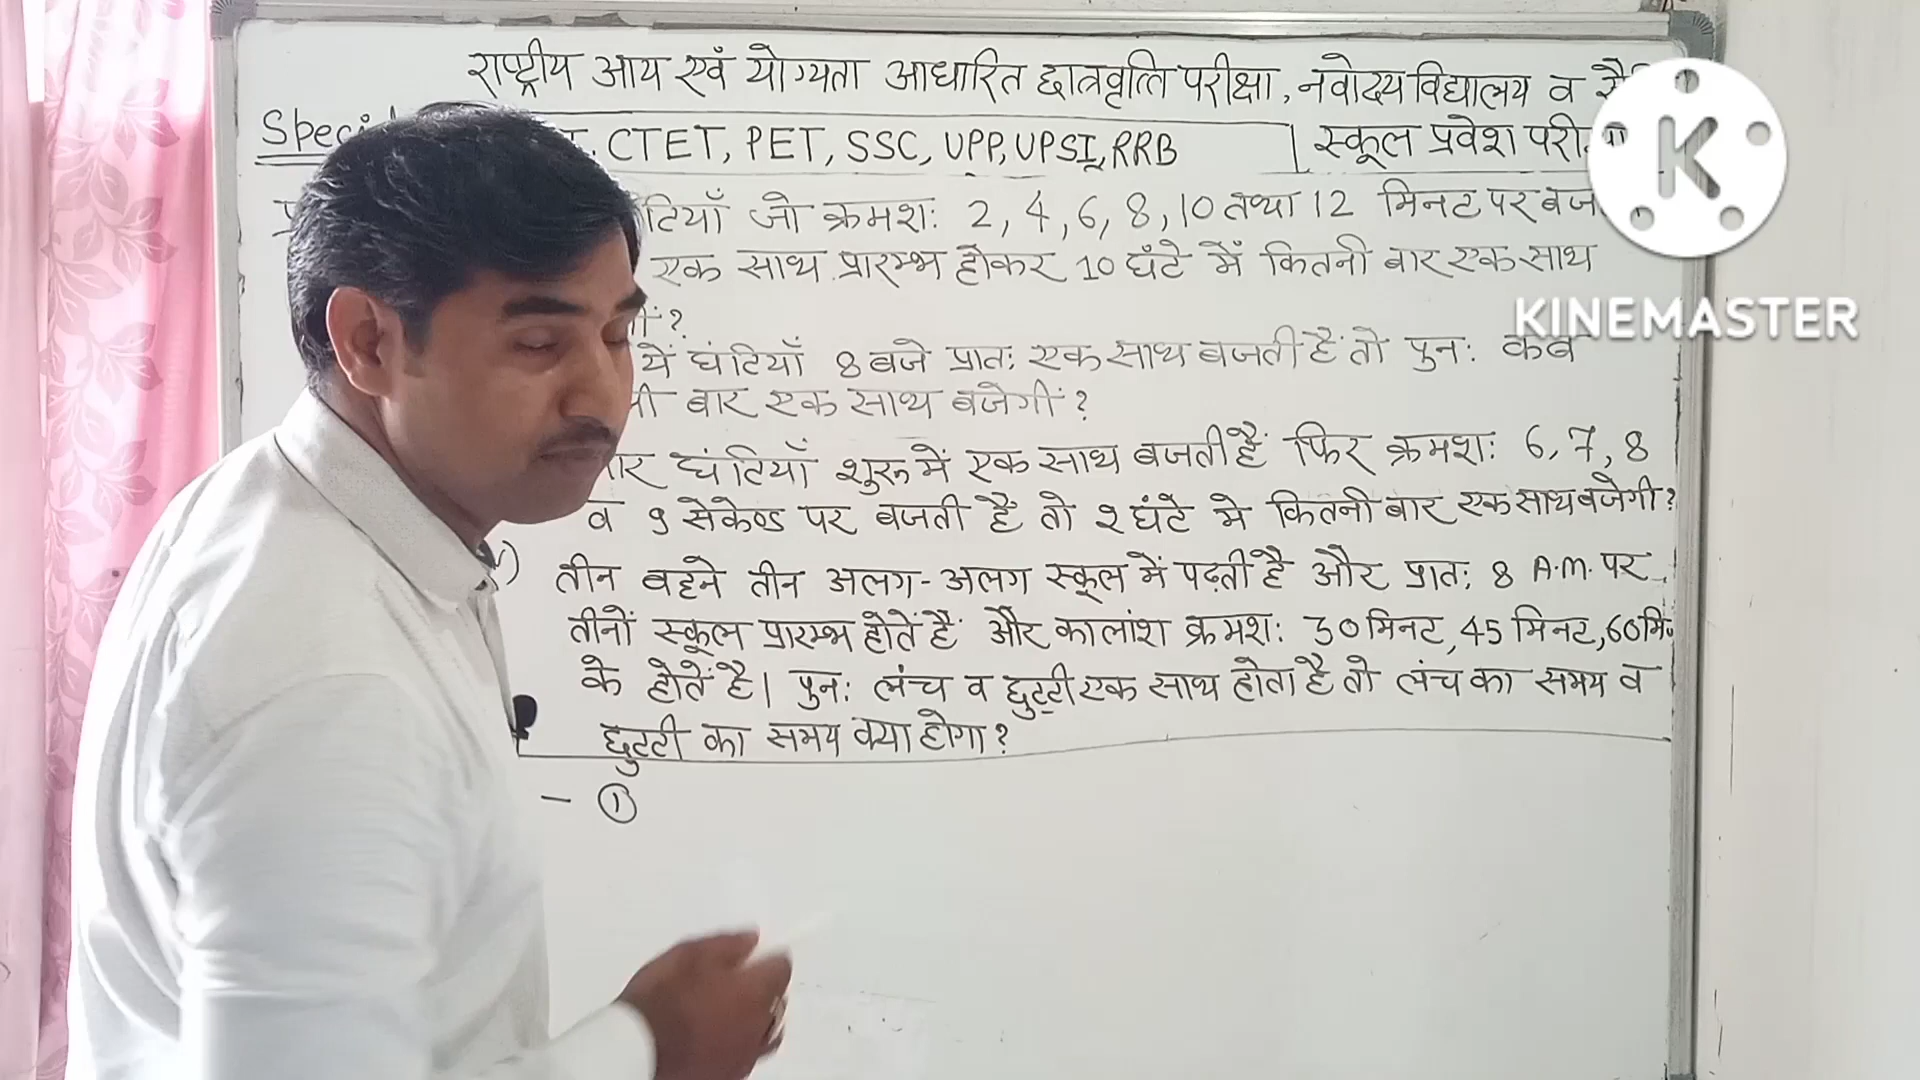 राष्ट्रीय आय एवं योग्यता आधारित छात्रवृत्ति परीक्षा, नवोदय विद्यालय व
CTET, PET, SSC, UPP, UPSI, RRB | स्कूल प्रवेश
जो क्रमश: 2, 4, 6, 8, 10 तथा 12 मिनट पर
एक साथ प्रारम्भ होकर 10 घंटे में कितनी बार एक साथ
?
ये घंटियाँ 8 बजे प्रात: एक साथ बजती हैं तो पुन: कब
बार एक साथ बजेगी ?
घंटियाँ शुरू में एक साथ बजती है फिर क्रमश: 6, 7, 8
व 9 सेकेण्ड पर बजती है तो २ घंटे मे कितनी बार एक साथ बजेगी ?
तीन बहने तीन अलग-अलग स्कूल में पढ़ती है और प्रात: 8 A.M. पर
तीनों स्कूल प्रारम्भ होते है और कालांश क्रमश: 30 मिनट, 45 मिनट, 60 मि॰
के होते है। पुन: लंच व छुट्टी एक साथ होता है तो लंच का समय व
छुट्टी का समय क्या होगा ?
– ①
KINEMASTER